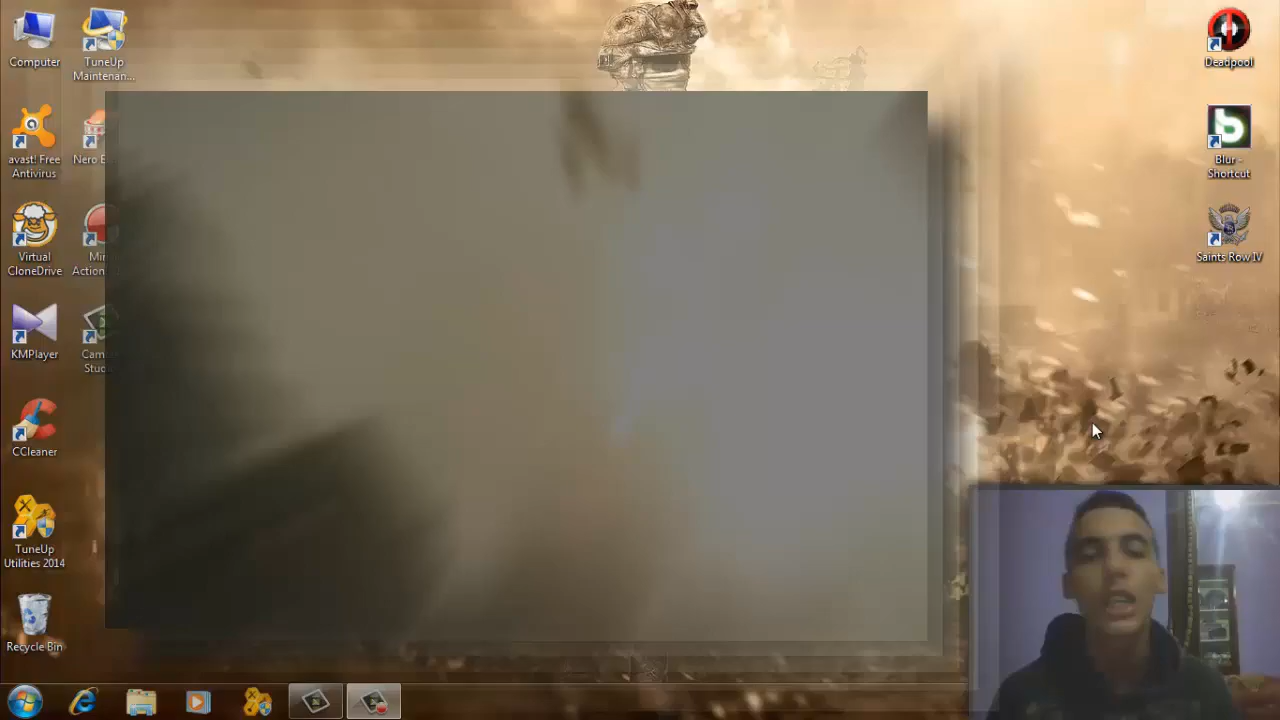 Computer
TuneUp
Maintenan...
avast! Free
Antivirus
Virtual
CloneDrive
KMPlayer
CCleaner
TuneUp
Utilities 2014
Recycle Bin
Deadpool
Blur -
Shortcut
Saints Row IV